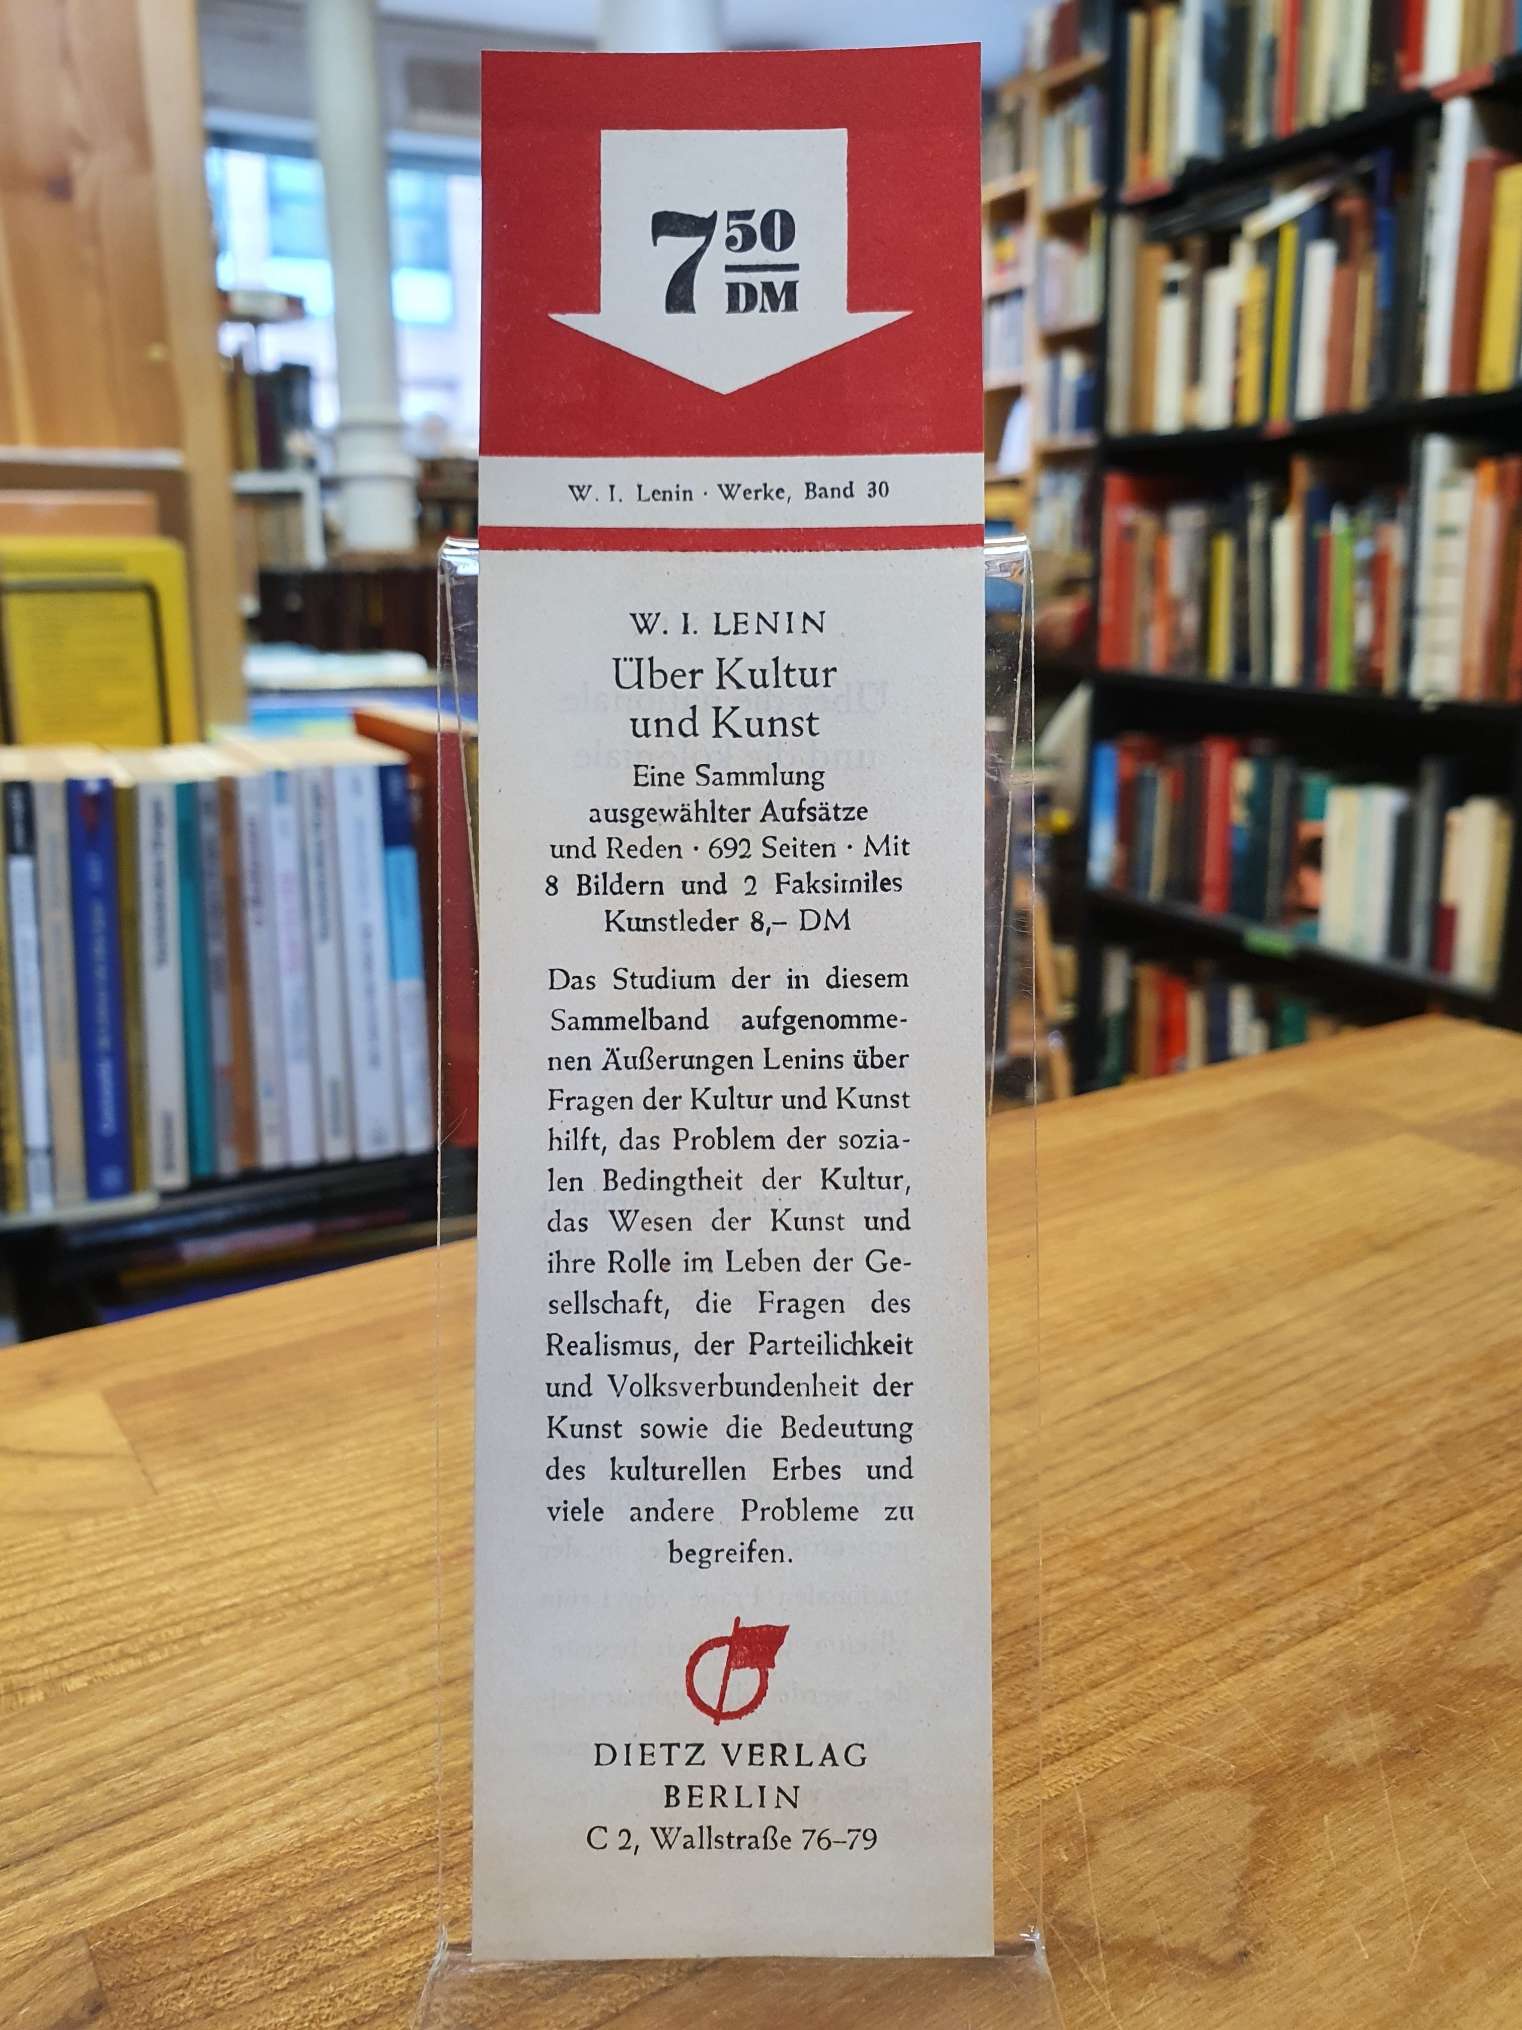 7 50
DM
W. I. Lenin · Werke, Band 30
W. I. LENIN
Über Kultur
und Kunst
Eine Sammlung
ausgewählter Aufsätze
und Reden · 692 Seiten · Mit
8 Bildern und 2 Faksimiles
Kunstleder 8,– DM
Das Studium der in diesem
Sammelband aufgenomme-
nen Äußerungen Lenins über
Fragen der Kultur und Kunst
hilft, das Problem der sozia-
len Bedingtheit der Kultur,
das Wesen der Kunst und
ihre Rolle im Leben der Ge-
sellschaft, die Fragen des
Realismus, der Parteilichkeit
und Volksverbundenheit der
Kunst sowie die Bedeutung
des kulturellen Erbes und
viele andere Probleme zu
begreifen.
DIETZ VERLAG
BERLIN
C 2, Wallstraße 76–79